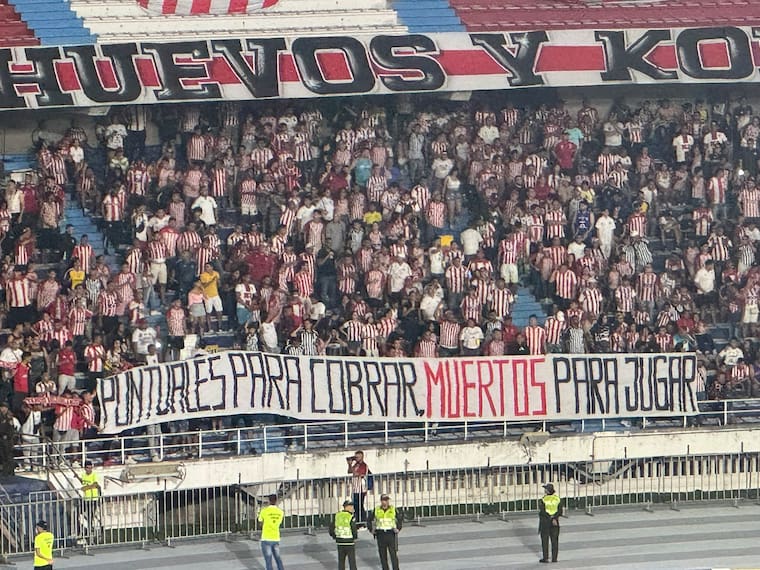 HUEVOS Y KO
PUNTUALES PARA COBRAR, MUERTOS PARA JUGAR